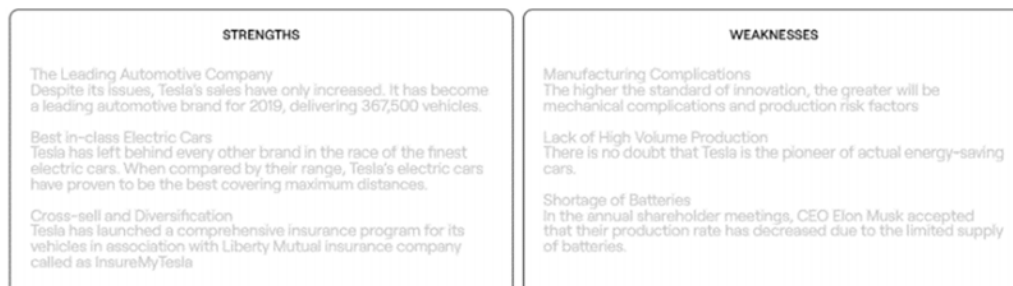 STRENGTHS
The Leading Automotive Company
Despite its issues, Tesla's sales have only increased. It has become
a leading automotive brand for 2019, delivering 367,500 vehicles.
Best in-class Electric Cars
Tesla has left behind every other brand in the race of the finest
electric cars. When compared by their range, Tesla's electric cars
have proven to be the best covering maximum distances.
Cross-sell and Diversification
Tesla has launched a comprehensive insurance program for its
vehicles in association with Liberty Mutual insurance company
called as InsureMyTesla
WEAKNESSES
Manufacturing Complications
The higher the standard of innovation, the greater will be
mechanical complications and production risk factors
Lack of High Volume Production
There is no doubt that Tesla is the pioneer of actual energy-saving
cars.
Shortage of Batteries
In the annual shareholder meetings, CEO Elon Musk accepted
that their production rate has decreased due to the limited supply
of batteries.